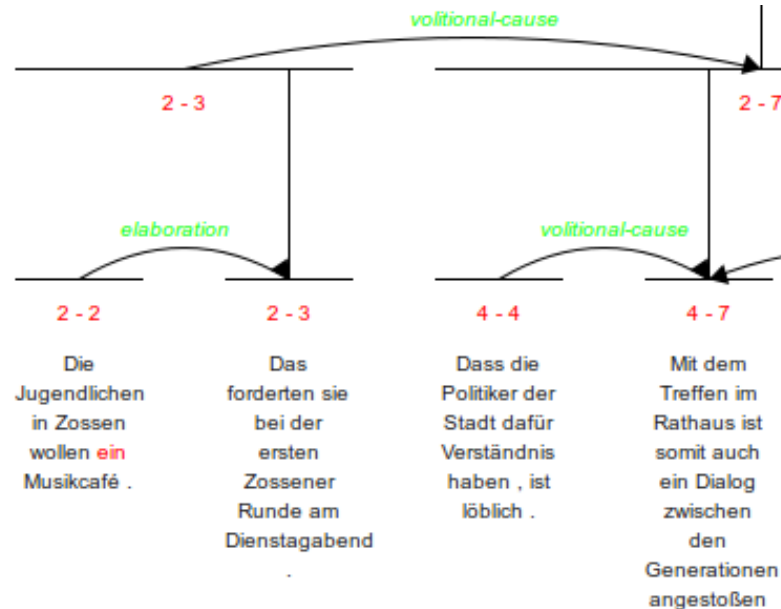 volitional-cause
2 - 3
2 - 7
elaboration
volitional-cause
2 - 2
2 - 3
4 - 4
4 - 7
Die
Jugendlichen
in Zossen
wollen ein
Musikcafé .
Das
forderten sie
bei der
ersten
Zossener
Runde am
Dienstagabend
.
Dass die
Politiker der
Stadt dafür
Verständnis
haben , ist
löblich .
Mit dem
Treffen im
Rathaus ist
somit auch
ein Dialog
zwischen
den
Generationen
angestoßen